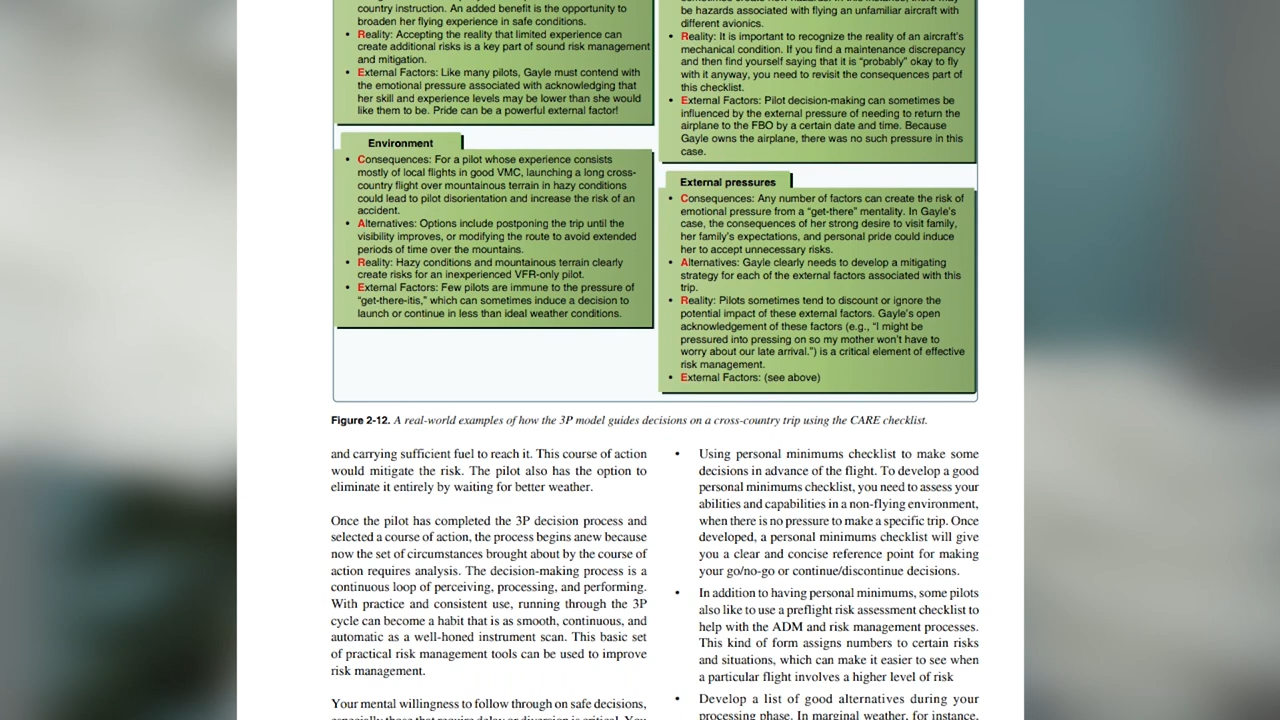 country instruction. An added benefit is the opportunity to
broaden her flying experience in safe conditions.
• Reality: Accepting the reality that limited experience can
create additional risks is a key part of sound risk management
and mitigation.
• External Factors: Like many pilots, Gayle must contend with
the emotional pressure associated with acknowledging that
her skill and experience levels may be lower than she would
like them to be. Pride can be a powerful external factor!
Environment
• Consequences: For a pilot whose experience consists
mostly of local flights in good VMC, launching a long cross-
country flight over mountainous terrain in hazy conditions
could lead to pilot disorientation and increase the risk of an
accident.
• Alternatives: Options include postponing the trip until the
visibility improves, or modifying the route to avoid extended
periods of time over the mountains.
• Reality: Hazy conditions and mountainous terrain clearly
create risks for an inexperienced VFR-only pilot.
• External Factors: Few pilots are immune to the pressure of
“get-there-itis,” which can sometimes induce a decision to
launch or continue in less than ideal weather conditions.
be hazards associated with flying an unfamiliar aircraft with
different avionics.
• Reality: It is important to recognize the reality of an aircraft’s
mechanical condition. If you find a maintenance discrepancy
and then find yourself saying that it is “probably” okay to fly
with it anyway, you need to revisit the consequences part of
this checklist.
• External Factors: Pilot decision-making can sometimes be
influenced by the external pressure of needing to return the
airplane to the FBO by a certain date and time. Because
Gayle owns the airplane, there was no such pressure in this
case.
External pressures
• Consequences: Any number of factors can create the risk of
emotional pressure from a “get-there” mentality. In Gayle’s
case, the consequences of her strong desire to visit family,
her family’s expectations, and personal pride could induce
her to accept unnecessary risks.
• Alternatives: Gayle clearly needs to develop a mitigating
strategy for each of the external factors associated with this
trip.
• Reality: Pilots sometimes tend to discount or ignore the
potential impact of these external factors. Gayle’s open
acknowledgement of these factors (e.g., “I might be
pressured into pressing on so my mother won’t have to
worry about our late arrival.”) is a critical element of effective
risk management.
• External Factors: (see above)
Figure 2-12. A real-world examples of how the 3P model guides decisions on a cross-country trip using the CARE checklist.
and carrying sufficient fuel to reach it. This course of action
would mitigate the risk. The pilot also has the option to
eliminate it entirely by waiting for better weather.
Once the pilot has completed the 3P decision process and
selected a course of action, the process begins anew because
now the set of circumstances brought about by the course of
action requires analysis. The decision-making process is a
continuous loop of perceiving, processing, and performing.
With practice and consistent use, running through the 3P
cycle can become a habit that is as smooth, continuous, and
automatic as a well-honed instrument scan. This basic set
of practical risk management tools can be used to improve
risk management.
Your mental willingness to follow through on safe decisions,
especially those that require delay or diversion is critical. You
• Using personal minimums checklist to make some
decisions in advance of the flight. To develop a good
personal minimums checklist, you need to assess your
abilities and capabilities in a non-flying environment,
when there is no pressure to make a specific trip. Once
developed, a personal minimums checklist will give
you a clear and concise reference point for making
your go/no-go or continue/discontinue decisions.
• In addition to having personal minimums, some pilots
also like to use a preflight risk assessment checklist to
help with the ADM and risk management processes.
This kind of form assigns numbers to certain risks
and situations, which can make it easier to see when
a particular flight involves a higher level of risk
• Develop a list of good alternatives during your
processing phase. In marginal weather, for instance,